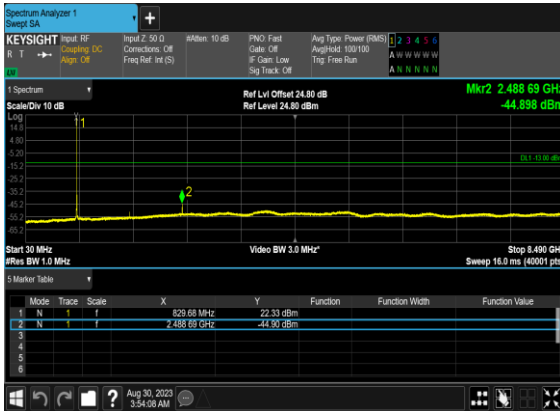 Spectrum Analyzer 1
Swept SA
KEYSIGHT Input: RF Input Z: 50 Ω #Atten: 10 dB PNO: Fast Avg Type: Power (RMS) 1 2 3 4 5 6
R T Coupling: DC Corrections: Off Gate: Off Avg|Hold: 100/100 A W W W W W
Align: Off Freq Ref: Int (S) IF Gain: Low Trig: Free Run
Sig Track: Off A N N N N N
1 Spectrum Ref Lvl Offset 24.80 dB Mkr2 2.488 69 GHz
Scale/Div 10 dB Ref Level 24.80 dBm -44.898 dBm
Log
1
14.8
4.80
-5.20
DL1 -13.00 dBm
-15.2
-25.2
-35.2
2
-45.2
-55.2
-65.2
Start 30 MHz Video BW 3.0 MHz* Stop 8.490 GHz
#Res BW 1.0 MHz Sweep 16.0 ms (40001 pts)
5 Marker Table
Mode Trace Scale X Y Function Function Width Function Value
1 N 1 f 829.68 MHz 22.33 dBm
2 N 1 f 2.488 69 GHz -44.90 dBm
3
4
5
6
Aug 30, 2023
3:54:08 AM